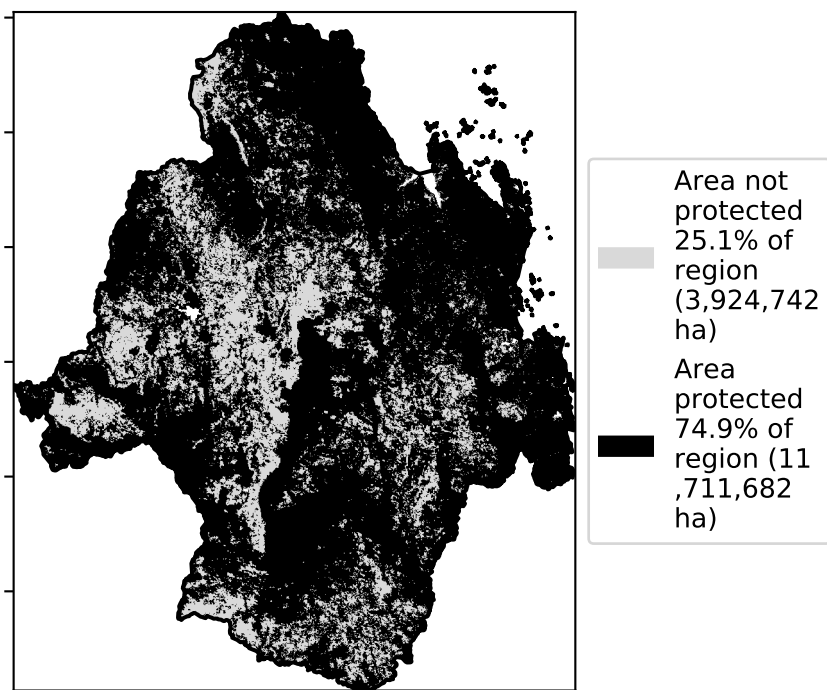 Area not
protected
25.1% of
region
(3,924,742
ha)
Area
protected
74.9% of
region (11
,711,682
ha)